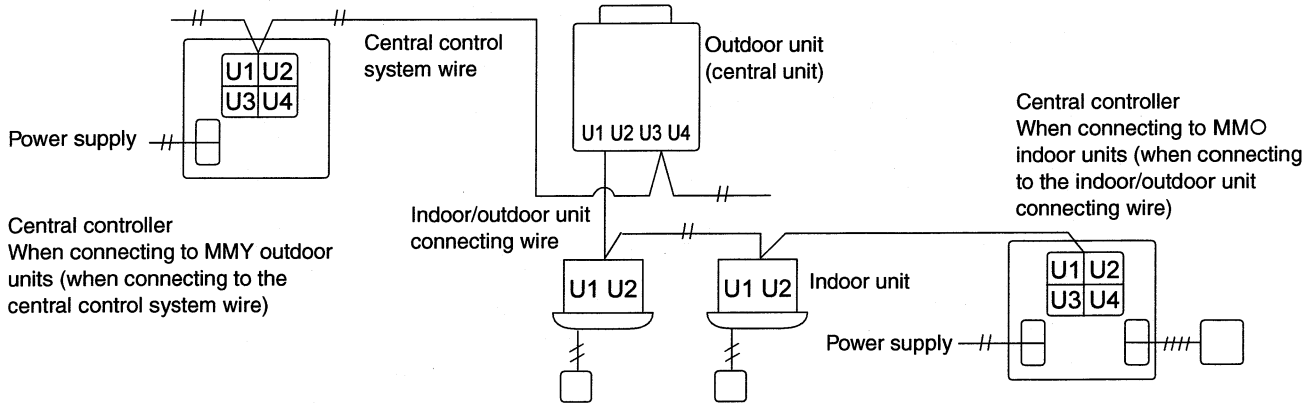 U1 U2
U3 U4
Power supply
Central controller
When connecting to MMY outdoor
units (when connecting to the
central control system wire)
Central control
system wire
Outdoor unit
(central unit)
U1 U2 U3 U4
Indoor/outdoor unit
connecting wire
U1 U2
U1 U2
Indoor unit
Central controller
When connecting to MMO
indoor units (when connecting
to the indoor/outdoor unit
connecting wire)
U1 U2
U3 U4
Power supply